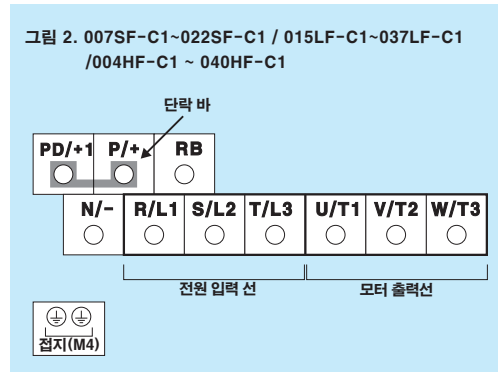 그림 2. 007SF-C1~022SF-C1 / 015LF-C1~037LF-C1
/004HF-C1 ~ 040HF-C1
단락 바
PD/+1 P/+ RB
N/- R/L1 S/L2 T/L3 U/T1 V/T2 W/T3
전원 입력 선 모터 출력선
접지(M4)